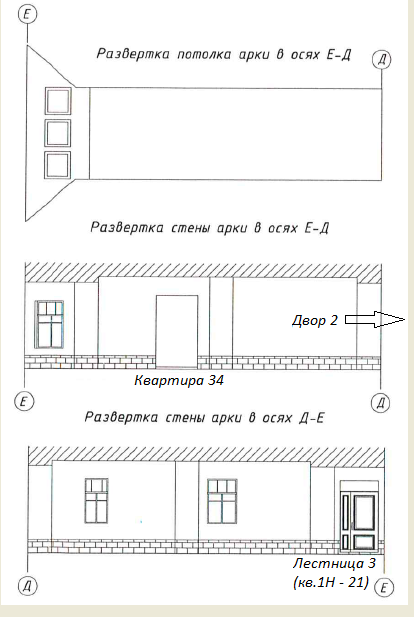 Е
Развертка потолка арки в осях Е-Д
Д
Развертка стены арки в осях Е-Д
Двор 2
Квартира 34
Е
Д
Развертка стены арки в осях Д-Е
Лестница 3
(кв.1Н - 21)
Д
Е